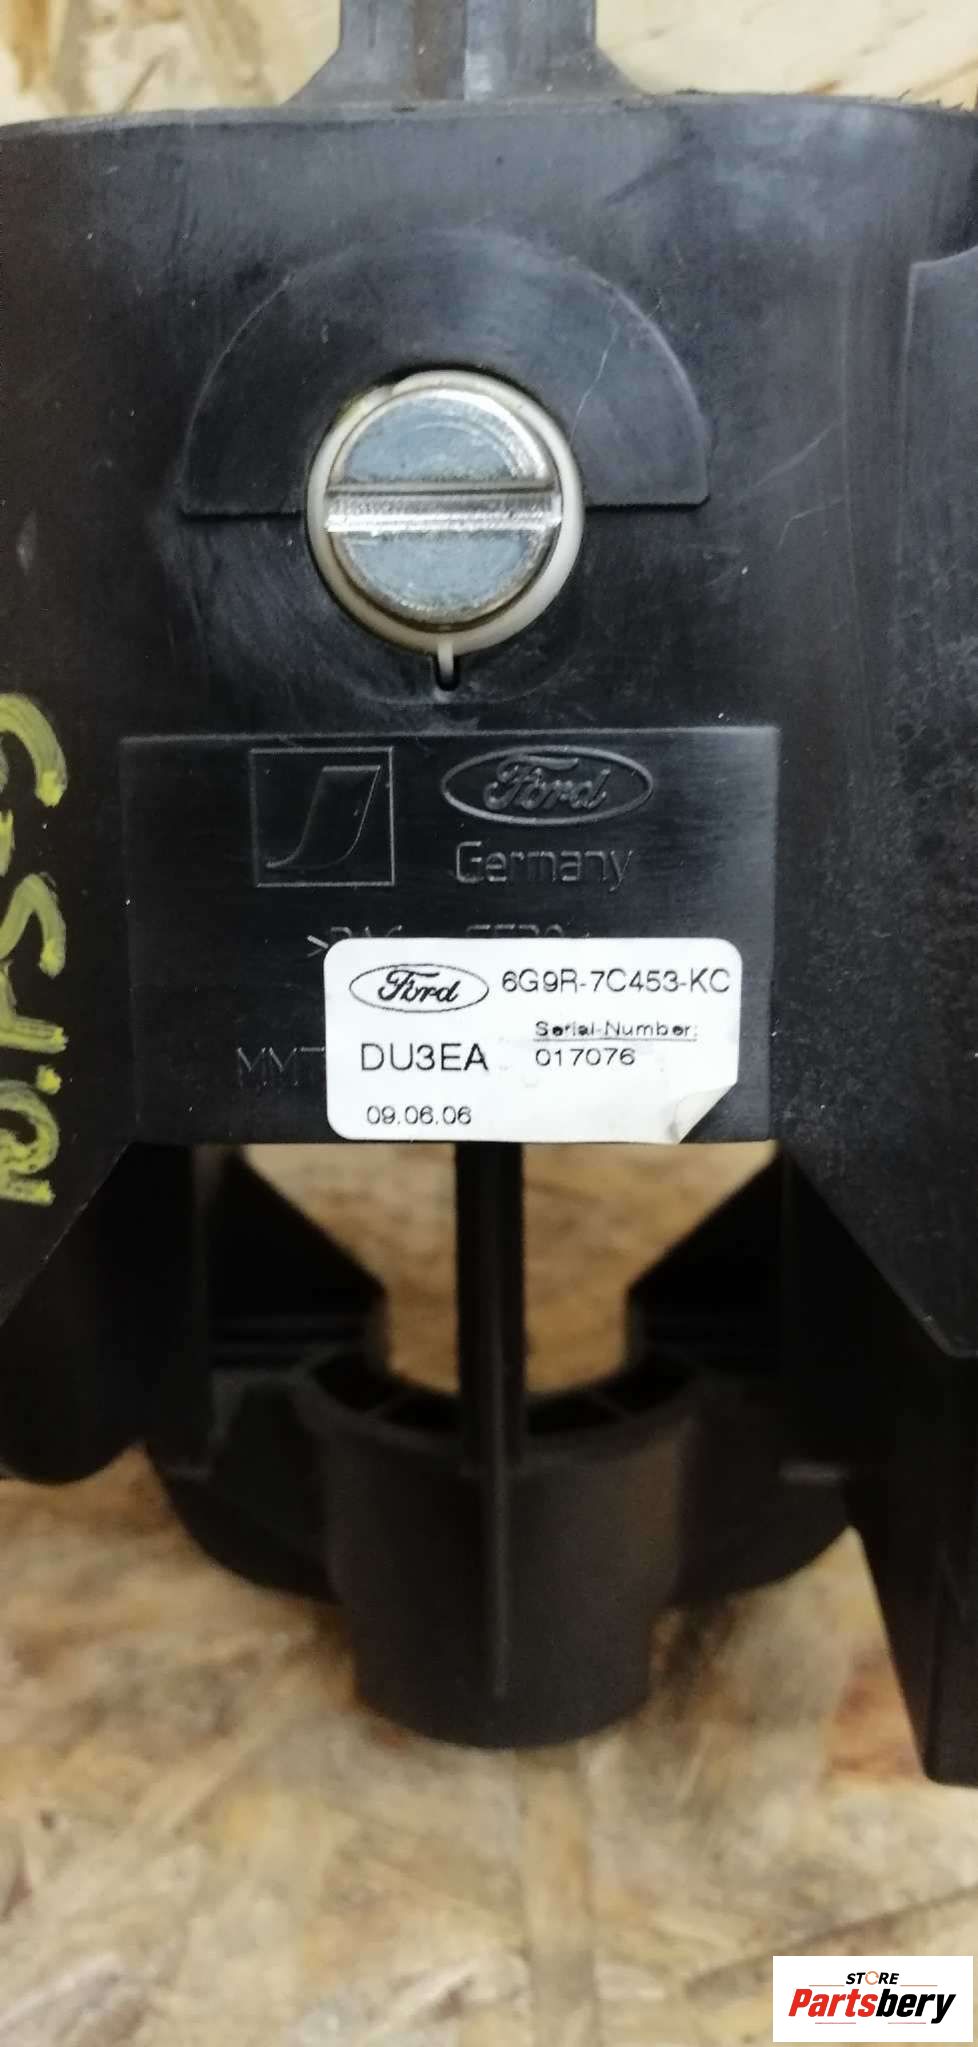 Ford
Germany
Ford 6G9R-7C453-KC
Serial-Number:
DU3EA 017076
09.06.06
STORE
Partsbery